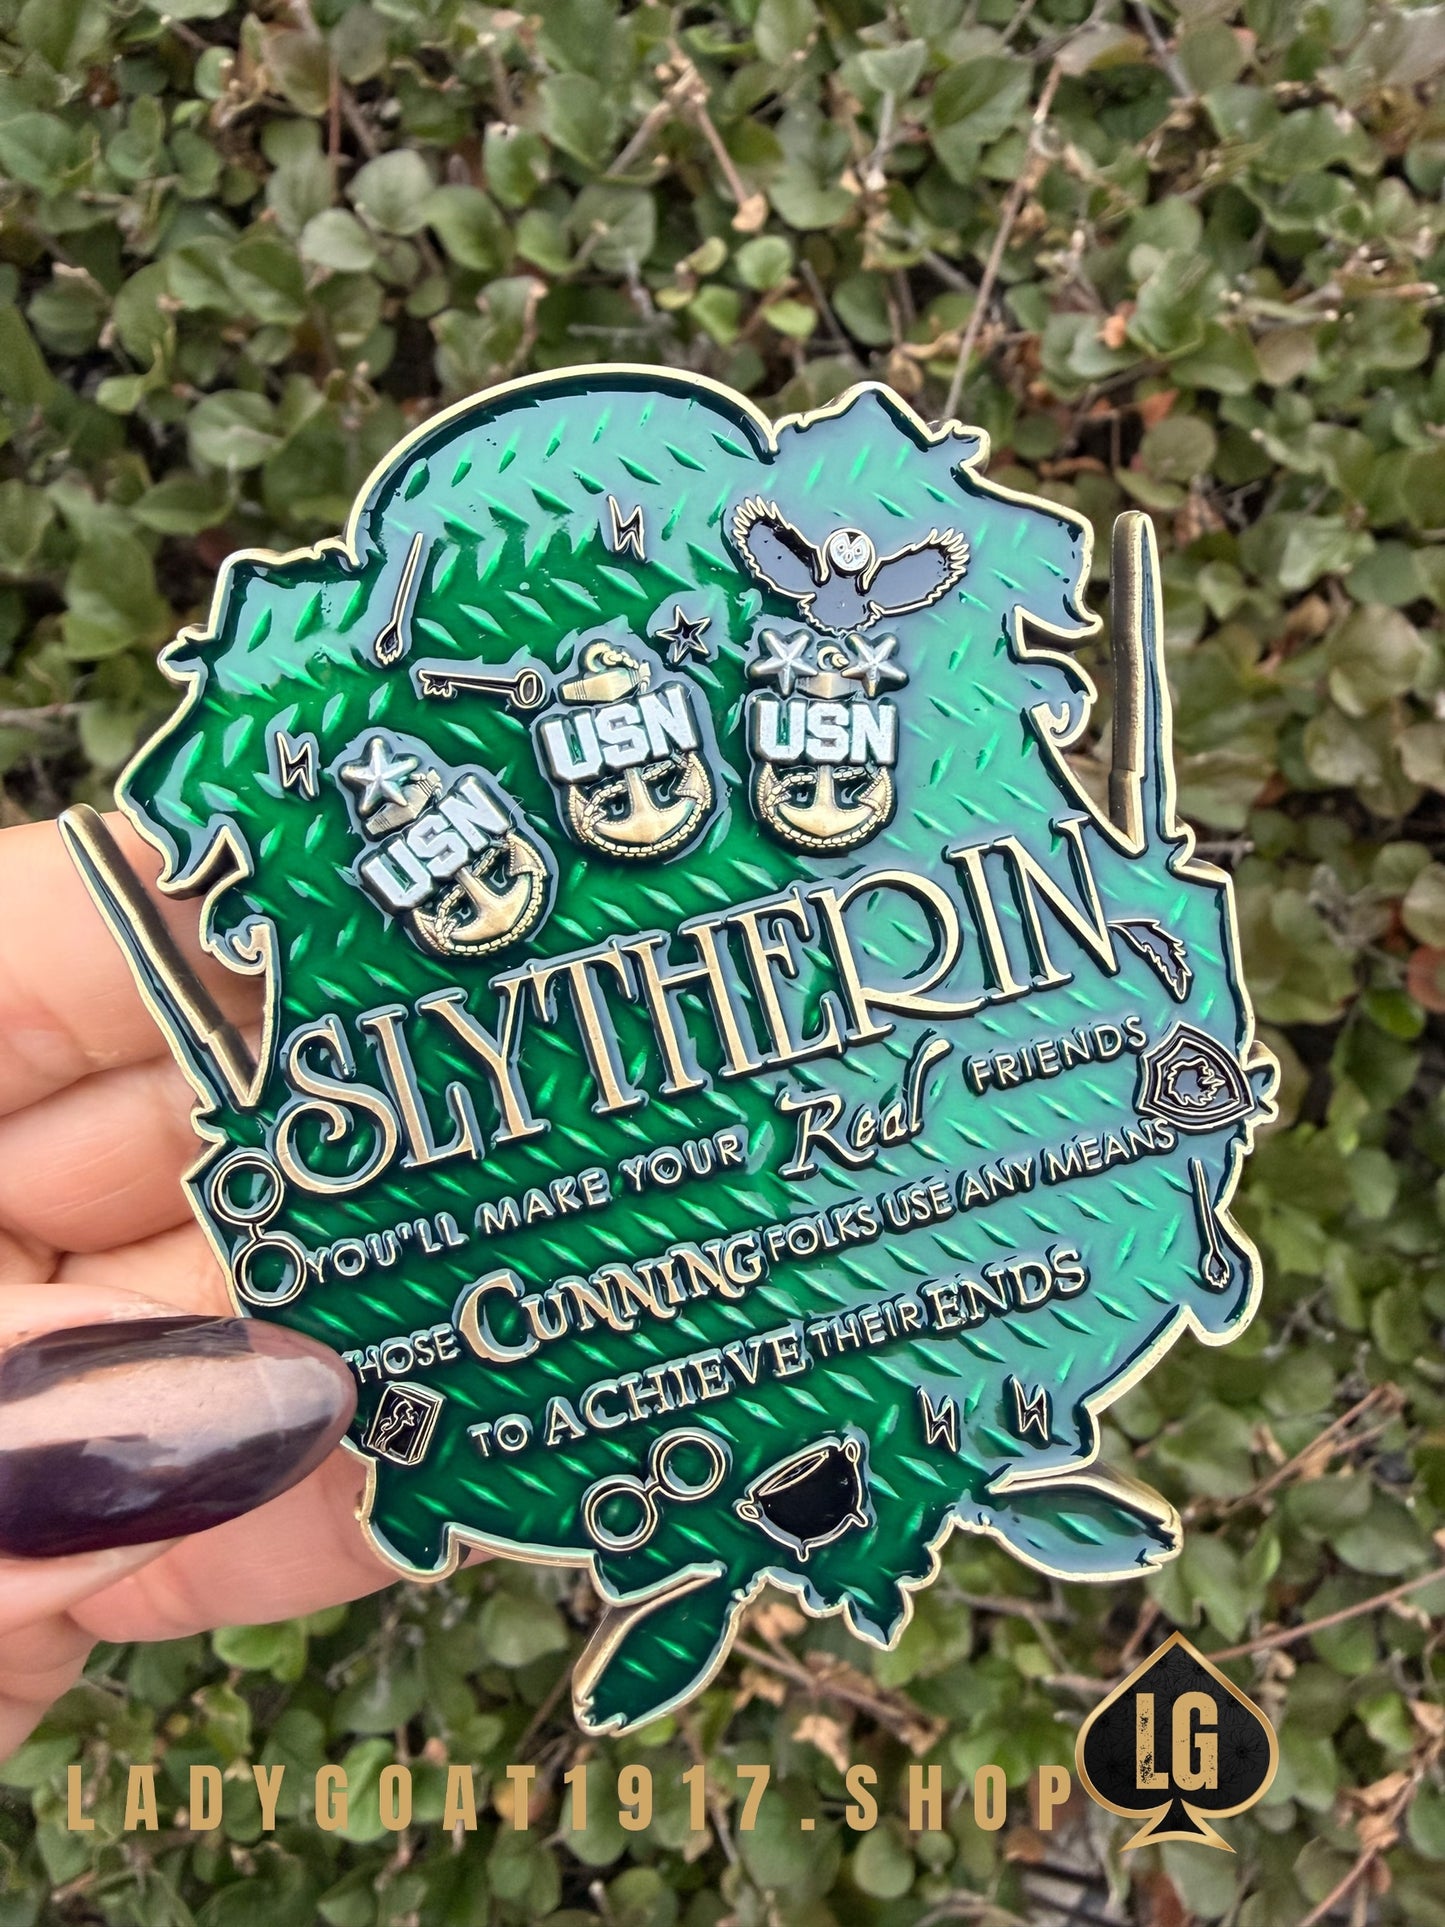 USN
USN
USN
SLYTHERIN
YOU'LL MAKE YOUR Real FRIENDS
THOSE CUNNING FOLKS USE ANY MEANS
TO ACHIEVE THEIR ENDS
LADYGOAT1917.SHOP
LG